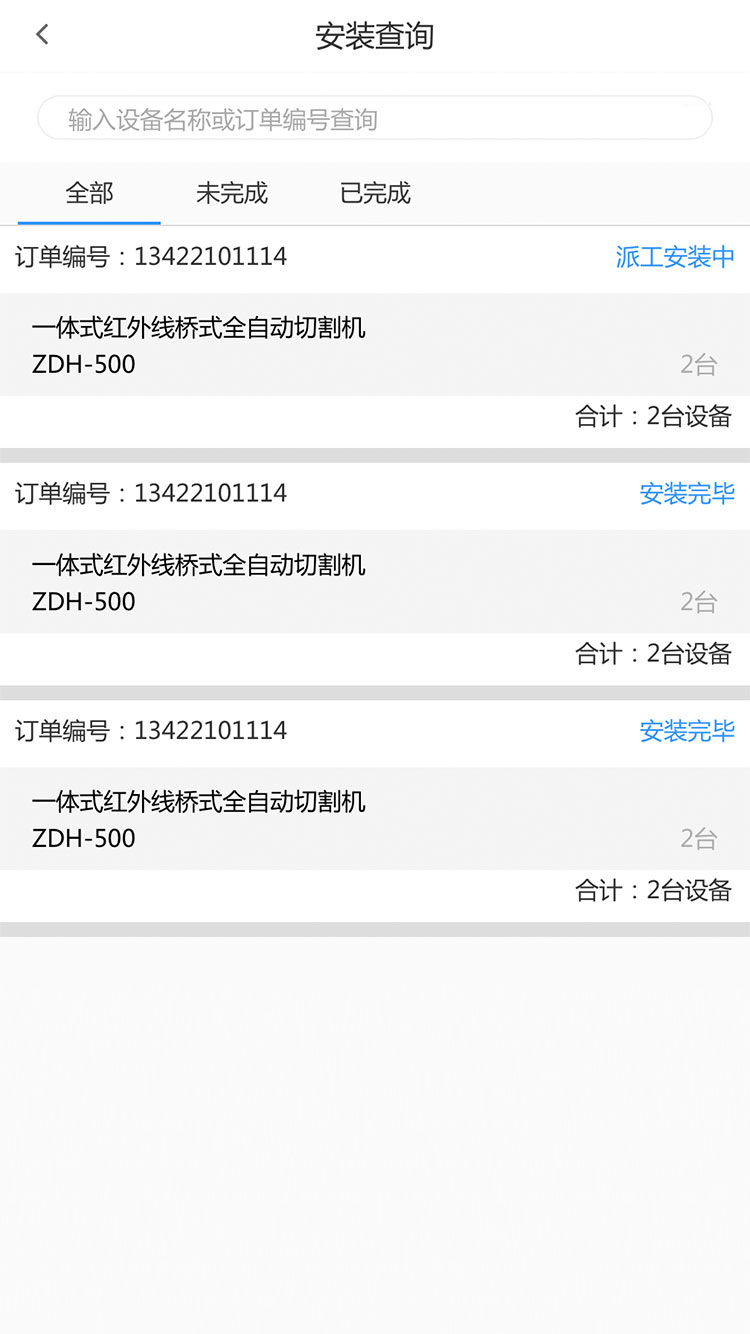 安装查询
输入设备名称或订单编号查询
全部 未完成 已完成
订单编号：13422101114 派工安装中
一体式红外线桥式全自动切割机
ZDH-500 2台
合计：2台设备
订单编号：13422101114 安装完毕
一体式红外线桥式全自动切割机
ZDH-500 2台
合计：2台设备
订单编号：13422101114 安装完毕
一体式红外线桥式全自动切割机
ZDH-500 2台
合计：2台设备